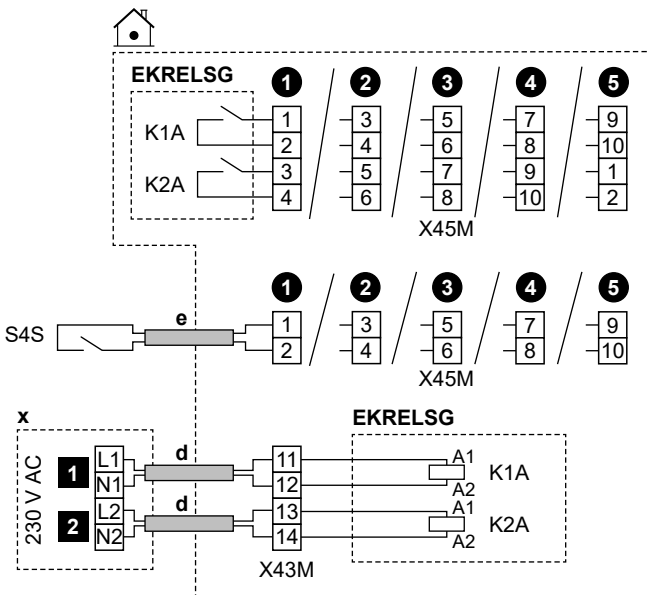 EKRELSG
1 2 3 4 5
K1A 1 3 5 7 9
2 4 6 8 10
K2A 3 5 7 9 1
4 6 8 10 2
X45M
1 2 3 4 5
S4S e 1 3 5 7 9
2 4 6 8 10
X45M
x EKRELSG
230 V AC
1 L1 d 11 A1 K1A
N1 12 A2
2 L2 d 13 A1 K2A
N2 14 A2
X43M